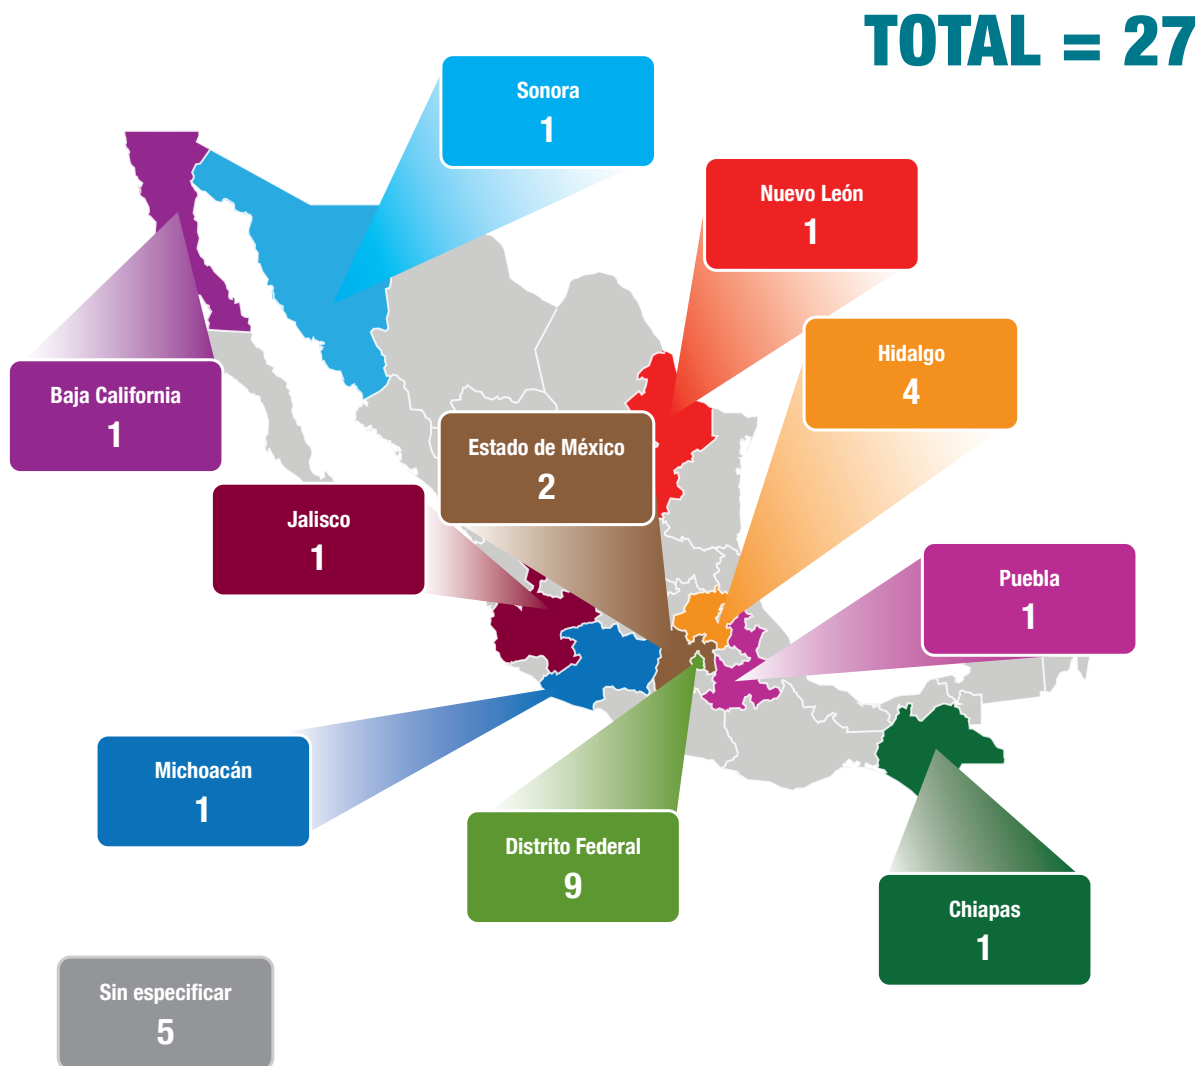 TOTAL = 27
Sonora
1
Nuevo León
1
Hidalgo
4
Baja California
1
Estado de México
2
Jalisco
1
Puebla
1
Michoacán
1
Distrito Federal
9
Chiapas
1
Sin especificar
5